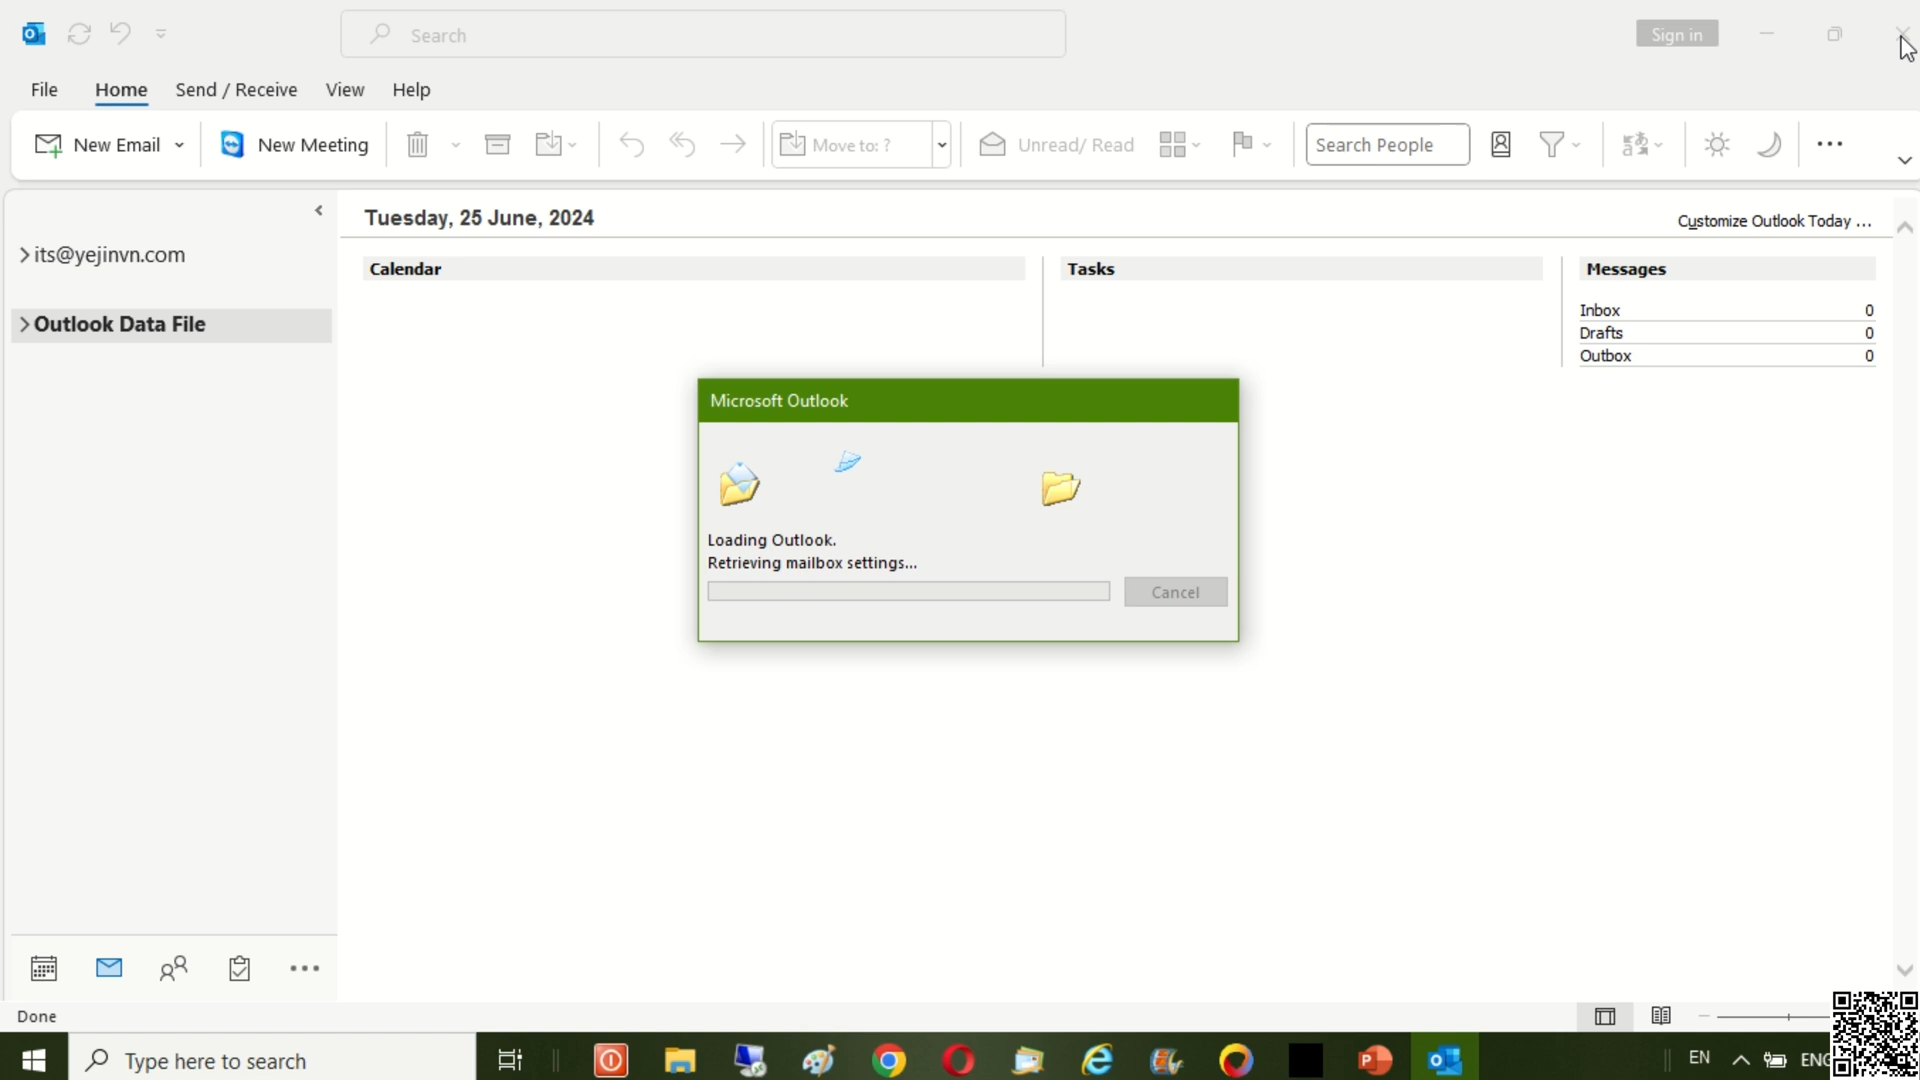 Search
Sign in
File Home Send / Receive View Help
New Email New Meeting Move to: ? Unread/ Read Search People
Tuesday, 25 June, 2024
Customize Outlook Today ...
its@yejinvn.com
Outlook Data File
Calendar
Tasks
Messages
Inbox 0
Drafts 0
Outbox 0
Microsoft Outlook
Loading Outlook.
Retrieving mailbox settings...
Cancel
Done
Type here to search
EN
ENG